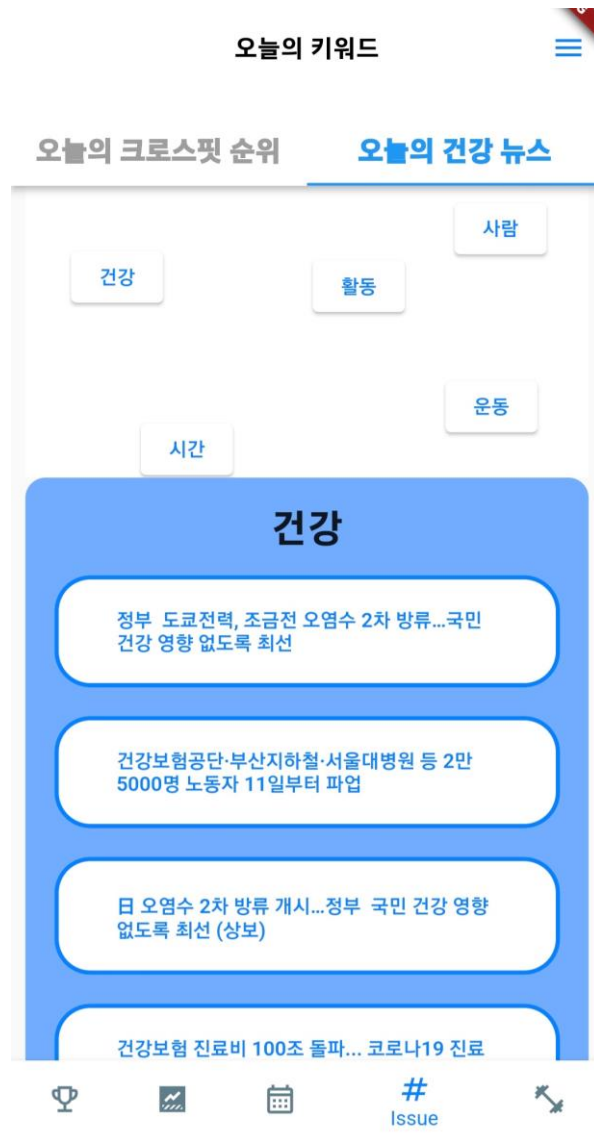 오늘의 키워드
오늘의 크로스핏 순위
오늘의 건강 뉴스
사람
건강
활동
운동
시간
건강
정부  도쿄전력, 조금전 오염수 2차 방류...국민
건강 영향 없도록 최선
건강보험공단·부산지하철·서울대병원 등 2만
5000명 노동자 11일부터 파업
日 오염수 2차 방류 개시...정부  국민 건강 영향
없도록 최선 (상보)
건강보험 진료비 100조 돌파... 코로나19 진료
#
Issue